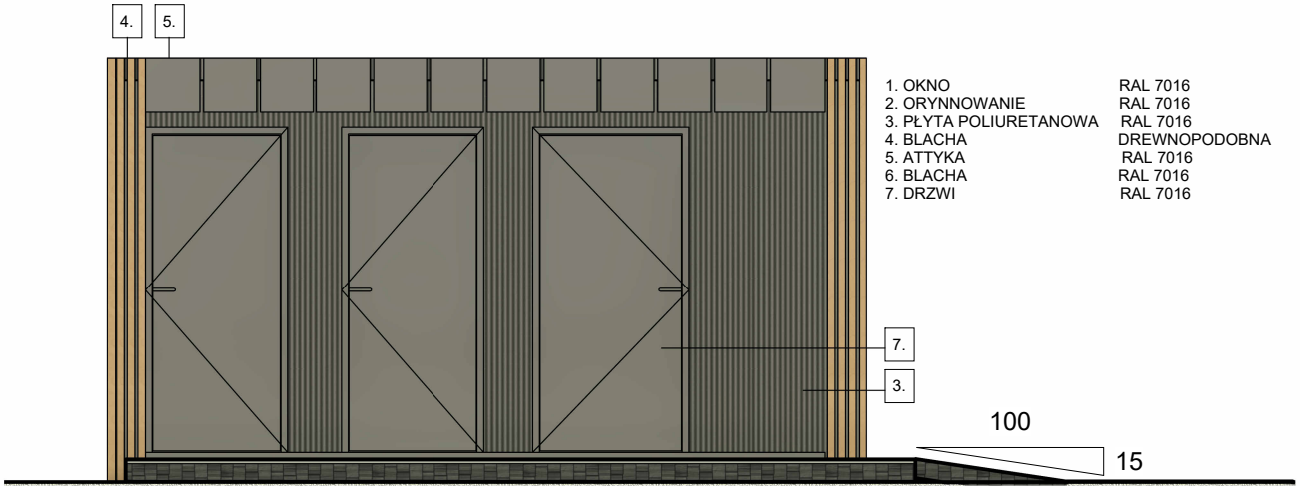 4. 5.
1. OKNO RAL 7016
2. ORYNNOWANIE RAL 7016
3. PŁYTA POLIURETANOWA RAL 7016
4. BLACHA DREWNOPODOBNA
5. ATTYKA RAL 7016
6. BLACHA RAL 7016
7. DRZWI RAL 7016
7.
3.
100
15